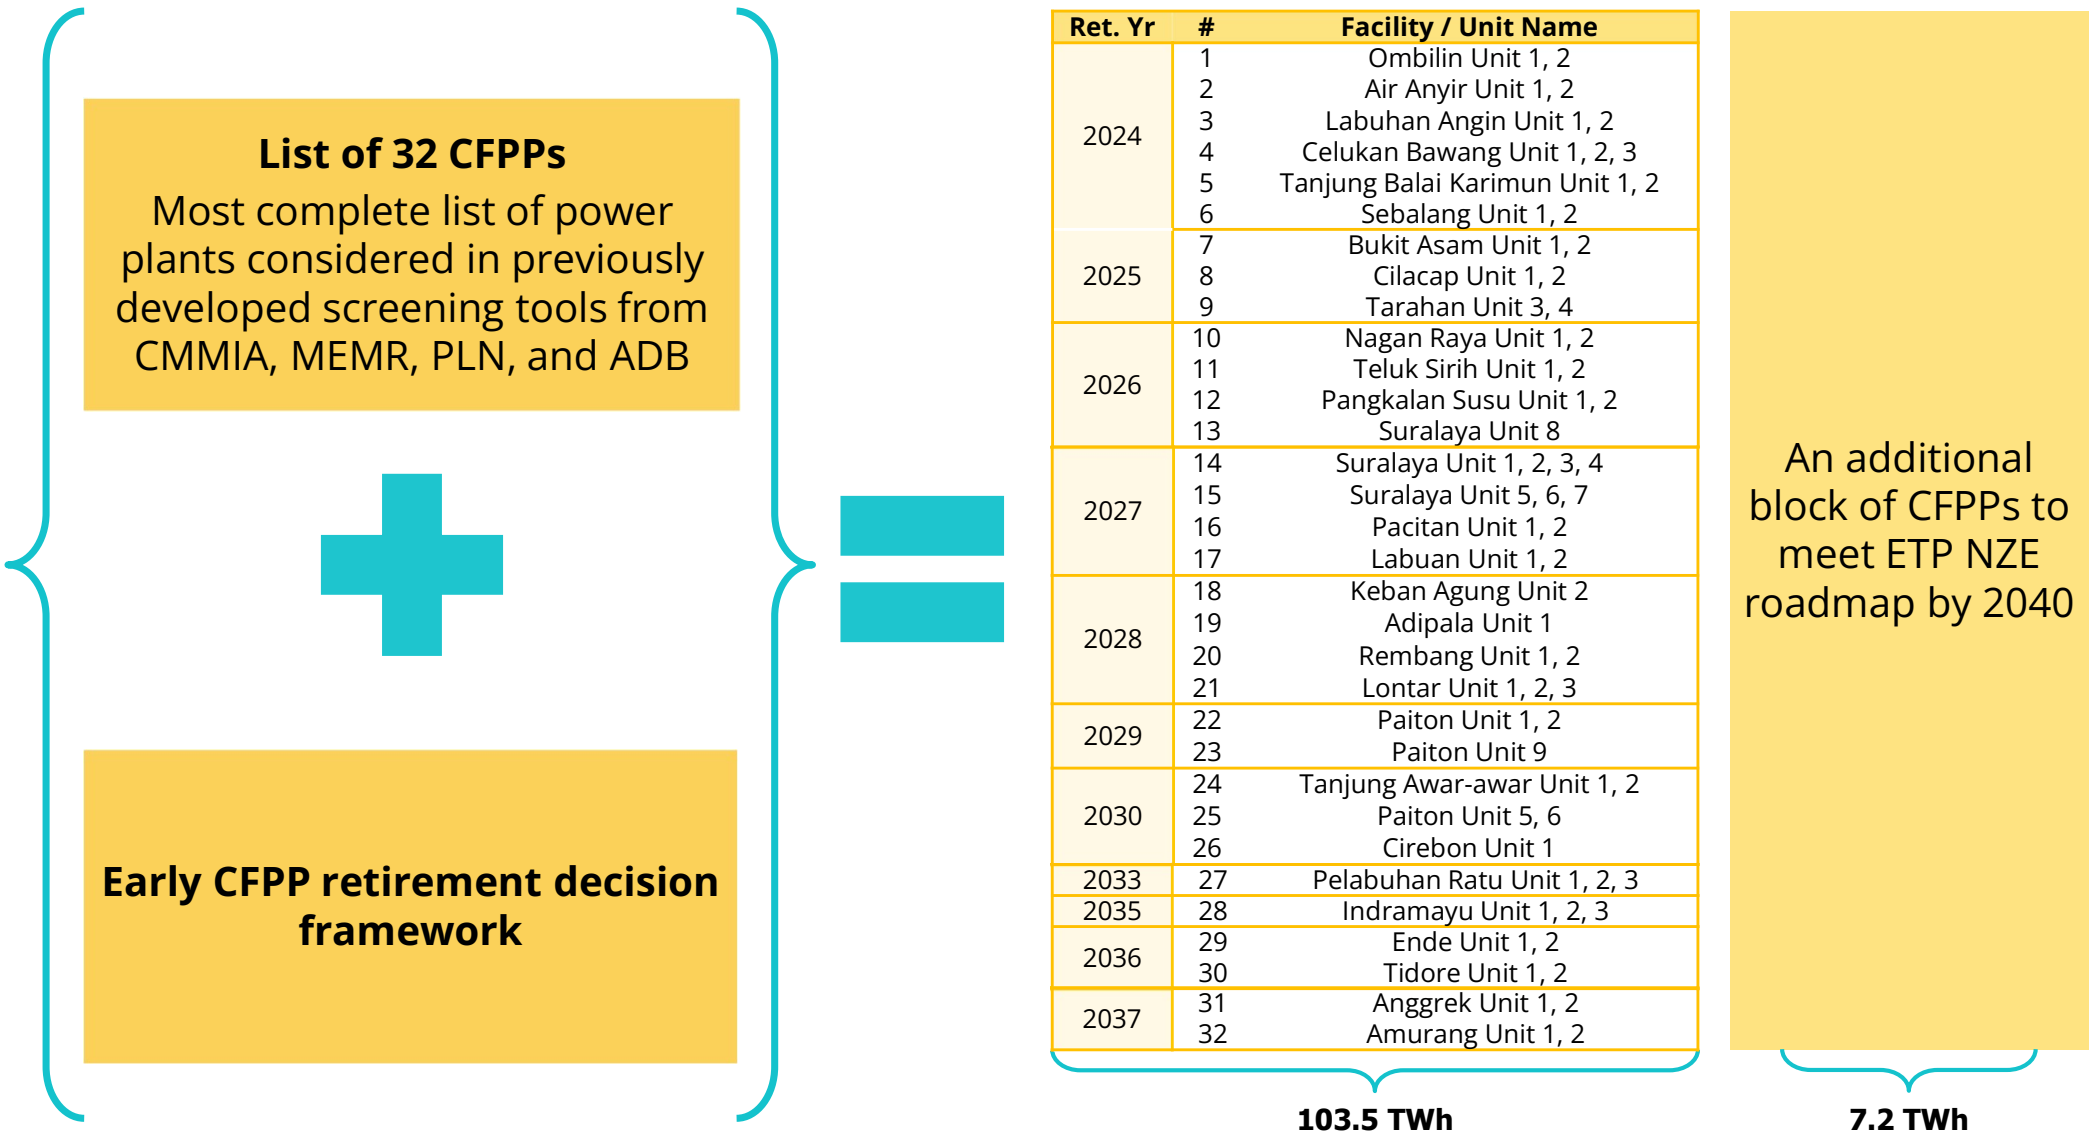 List of 32 CFPPs
Most complete list of power
plants considered in previously
developed screening tools from
CMMIA, MEMR, PLN, and ADB
Early CFPP retirement decision
framework
Ret. Yr # Facility / Unit Name
2024
1 Ombilin Unit 1, 2
2 Air Anyir Unit 1, 2
3 Labuhan Angin Unit 1, 2
4 Celukan Bawang Unit 1, 2, 3
5 Tanjung Balai Karimun Unit 1, 2
6 Sebalang Unit 1, 2
2025
7 Bukit Asam Unit 1, 2
8 Cilacap Unit 1, 2
9 Tarahan Unit 3, 4
2026
10 Nagan Raya Unit 1, 2
11 Teluk Sirih Unit 1, 2
12 Pangkalan Susu Unit 1, 2
13 Suralaya Unit 8
2027
14 Suralaya Unit 1, 2, 3, 4
15 Suralaya Unit 5, 6, 7
16 Pacitan Unit 1, 2
17 Labuan Unit 1, 2
2028
18 Keban Agung Unit 2
19 Adipala Unit 1
20 Rembang Unit 1, 2
21 Lontar Unit 1, 2, 3
2029
22 Paiton Unit 1, 2
23 Paiton Unit 9
2030
24 Tanjung Awar-awar Unit 1, 2
25 Paiton Unit 5, 6
26 Cirebon Unit 1
2033 27 Pelabuhan Ratu Unit 1, 2, 3
2035 28 Indramayu Unit 1, 2, 3
2036
29 Ende Unit 1, 2
30 Tidore Unit 1, 2
2037
31 Anggrek Unit 1, 2
32 Amurang Unit 1, 2
103.5 TWh
An additional
block of CFPPs to
meet ETP NZE
roadmap by 2040
7.2 TWh